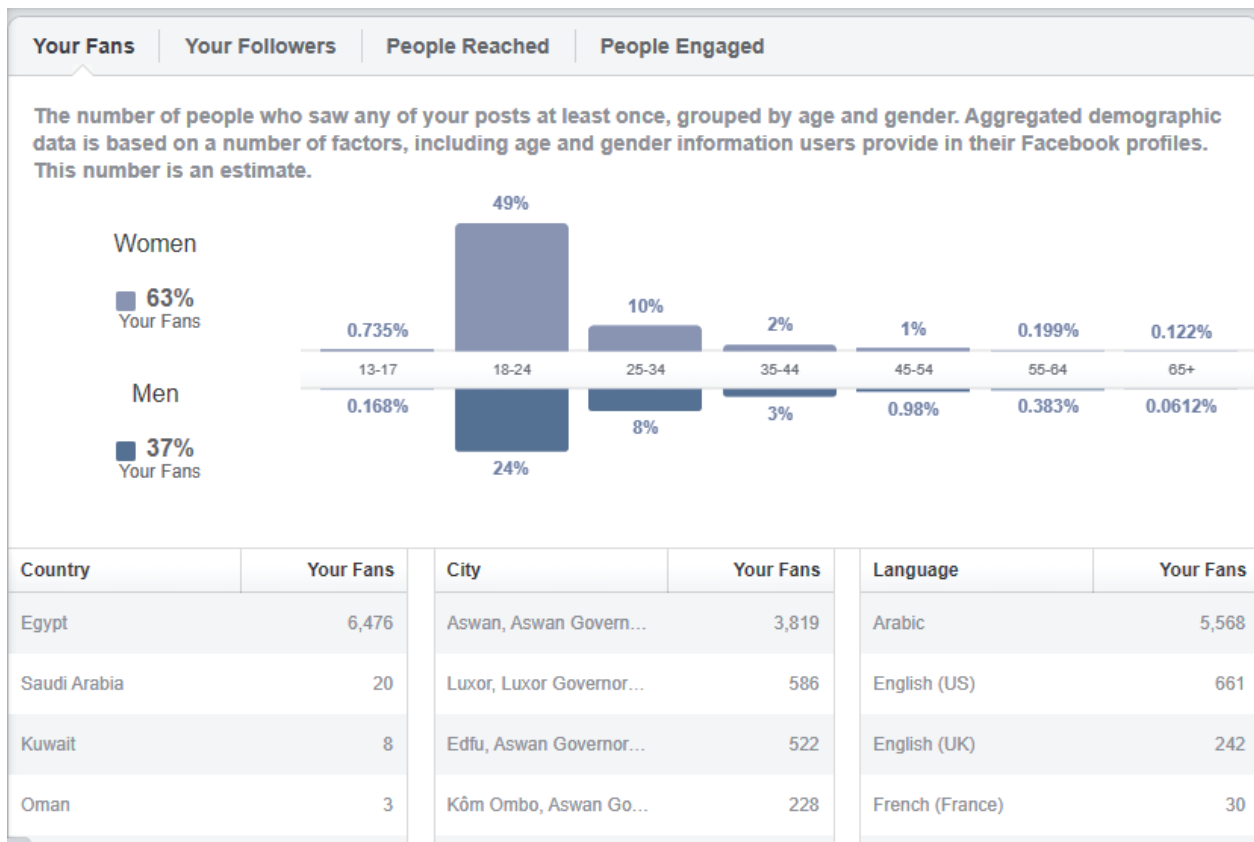 Your Fans Your Followers People Reached People Engaged
The number of people who saw any of your posts at least once, grouped by age and gender. Aggregated demographic
data is based on a number of factors, including age and gender information users provide in their Facebook profiles.
This number is an estimate.
Women
63%
Your Fans
0.735% 49% 10% 2% 1% 0.199% 0.122%
13-17 18-24 25-34 35-44 45-54 55-64 65+
Men
37%
Your Fans
0.168% 24% 8% 3% 0.98% 0.383% 0.0612%
Country Your Fans City Your Fans Language Your Fans
Egypt 6,476 Aswan, Aswan Govern... 3,819 Arabic 5,568
Saudi Arabia 20 Luxor, Luxor Governor... 586 English (US) 661
Kuwait 8 Edfu, Aswan Governor... 522 English (UK) 242
Oman 3 Kôm Ombo, Aswan Go... 228 French (France) 30